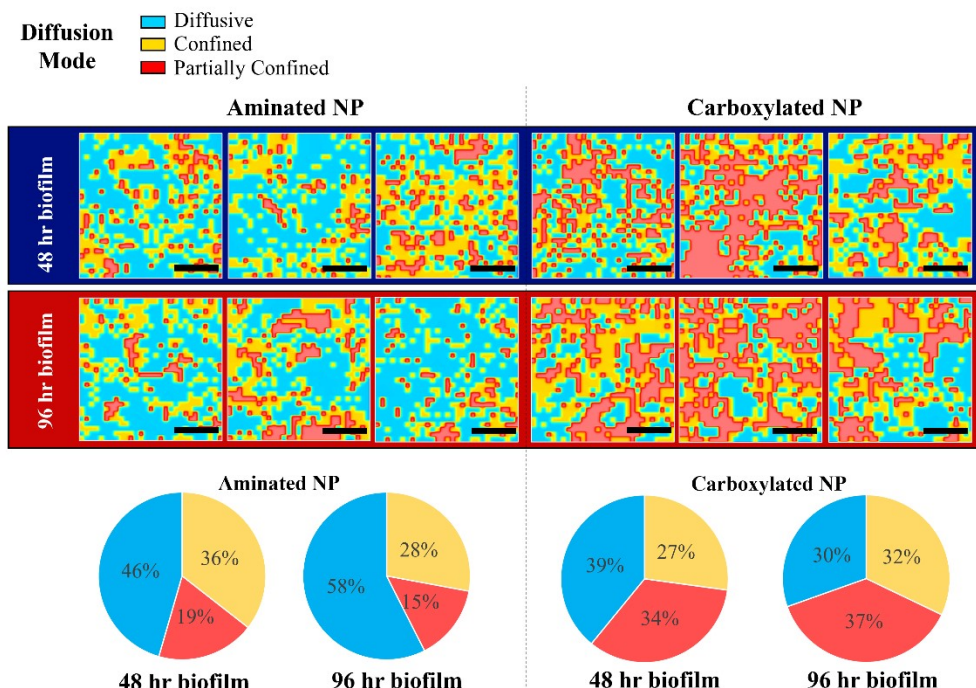 Diffusion
Mode
Diffusive
Confined
Partially Confined
Aminated NP
Carboxylated NP
48 hr biofilm
96 hr biofilm
Aminated NP
Carboxylated NP
46%
36%
19%
58%
28%
15%
39%
27%
34%
30%
32%
37%
48 hr biofilm
96 hr biofilm
48 hr biofilm
96 hr biofilm